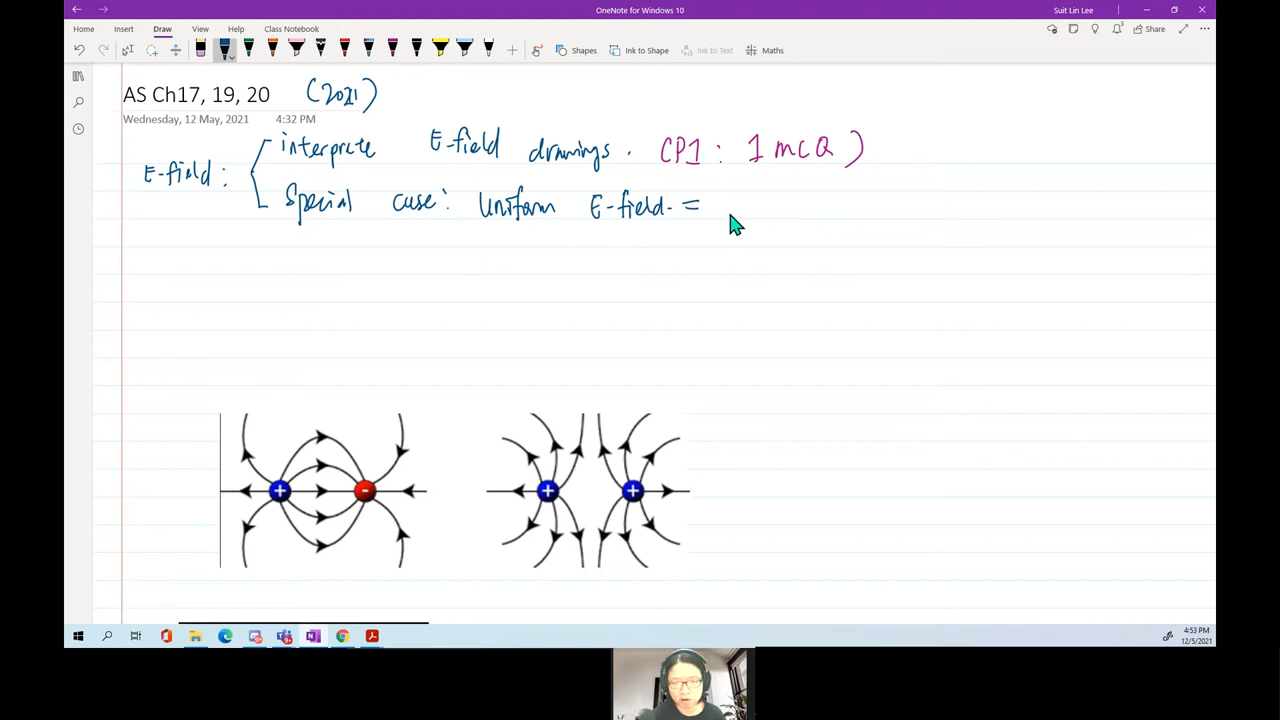 OneNote for Windows 10
Suit Lin Lee
Home Insert Draw View Help Class Notebook
Shapes Ink to Shape Ink to Text Maths
Share
AS Ch17, 19, 20 (2021)
Wednesday, 12 May, 2021 4:32 PM
interprete E-field drawings. (P1: 1 MCQ)
E-field:
Special case: Uniform E-field =
+ - + +
4:53 PM
12/5/2021